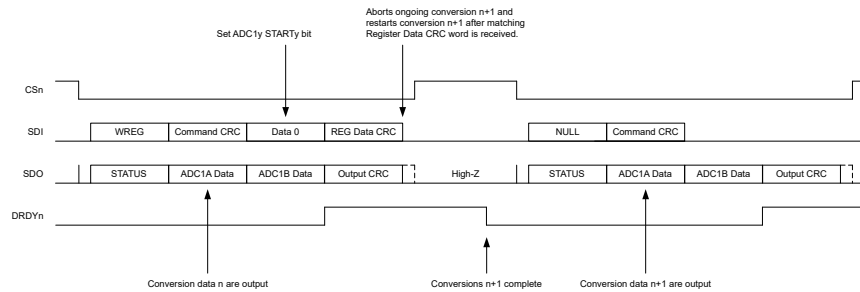 Aborts ongoing conversion n+1 and
restarts conversion n+1 after matching
Register Data CRC word is received.
Set ADC1y STARTy bit
CSn
SDI WREG Command CRC Data 0 REG Data CRC NULL Command CRC
SDO STATUS ADC1A Data ADC1B Data Output CRC High-Z STATUS ADC1A Data ADC1B Data Output CRC
DRDYn
Conversion data n are output Conversions n+1 complete Conversion data n+1 are output